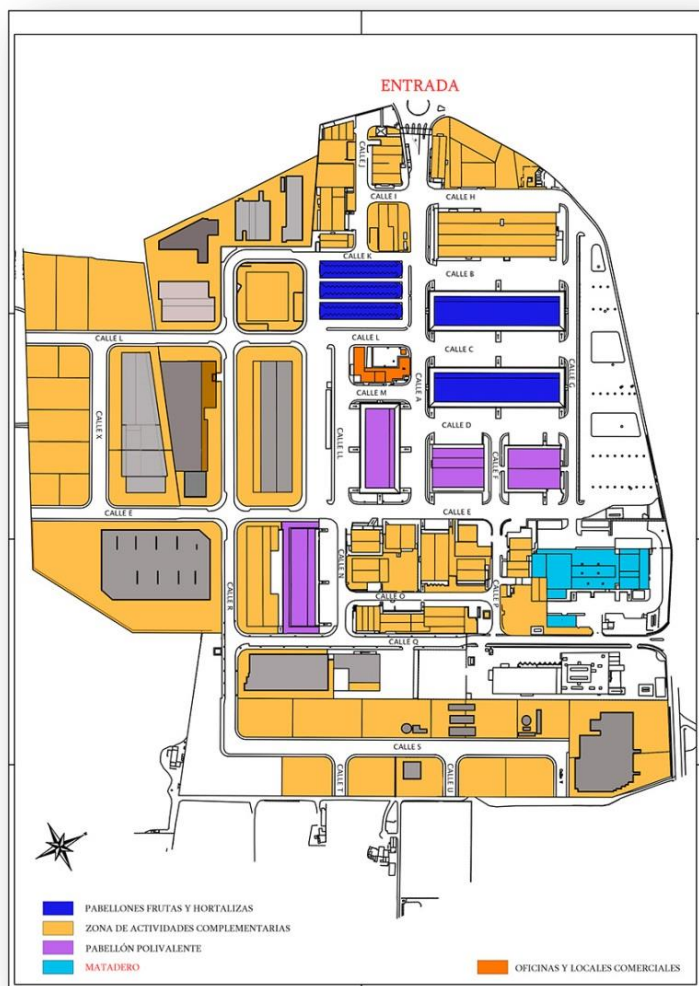 ENTRADA
CALLE J
CALLE I
CALLE H
CALLE K
CALLE B
CALLE L
CALLE L
CALLE C
CALLE G
CALLE A
CALLE M
CALLE D
CALLE X
CALLE LL
CALLE F
CALLE E
CALLE E
CALLE N
CALLE R
CALLE O
CALLE P
CALLE Q
CALLE S
CALLE T
CALLE U
PABELLONES FRUTAS Y HORTALIZAS
ZONA DE ACTIVIDADES COMPLEMENTARIAS
PABELLÓN POLIVALENTE
MATADERO
OFICINAS Y LOCALES COMERCIALES